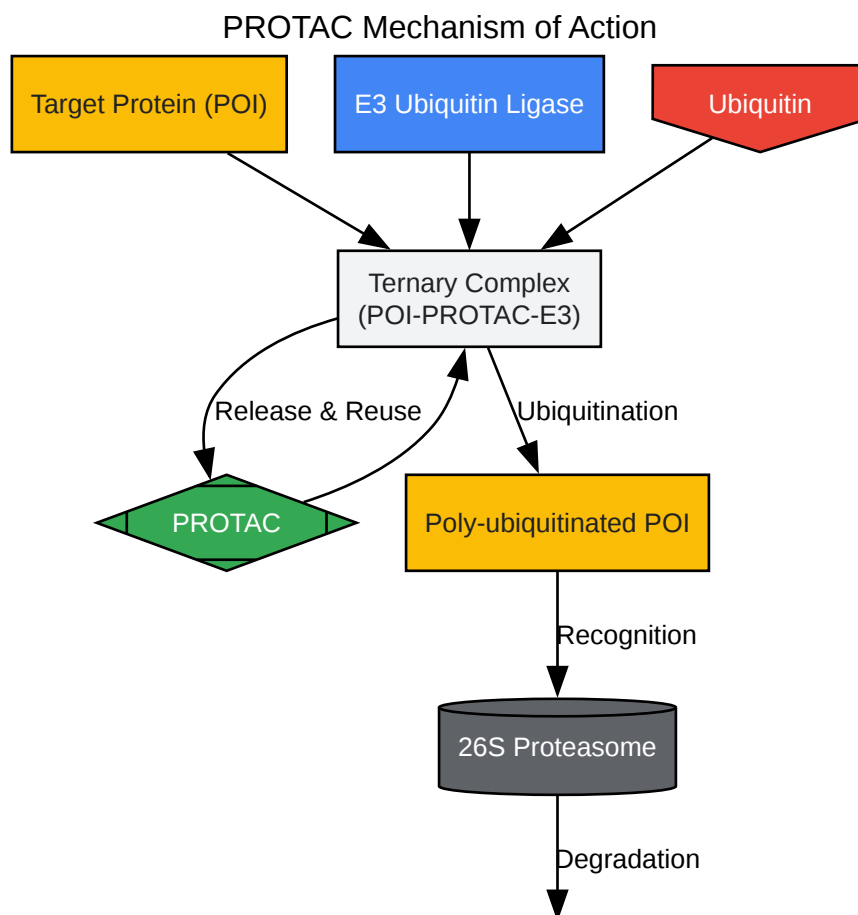 PROTAC Mechanism of Action
Target Protein (POI)
E3 Ubiquitin Ligase
Ubiquitin
Ternary Complex
(POI-PROTAC-E3)
Release & Reuse
Ubiquitination
PROTAC
Poly-ubiquitinated POI
Recognition
26S Proteasome
Degradation